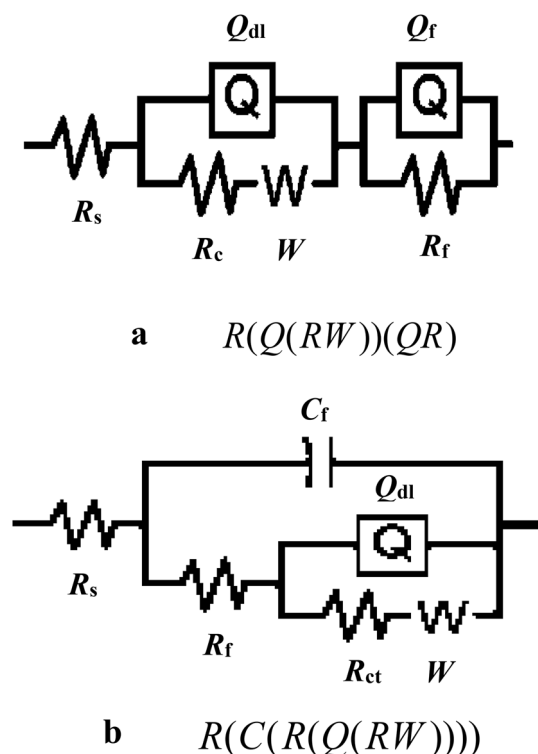 Qdl Qf
Q Q
Rs
Rc W Rf
a R(Q(RW))(QR)
Cf
Qdl
Q
Rs
Rf
Rct W
b R(C(R(Q(RW))))